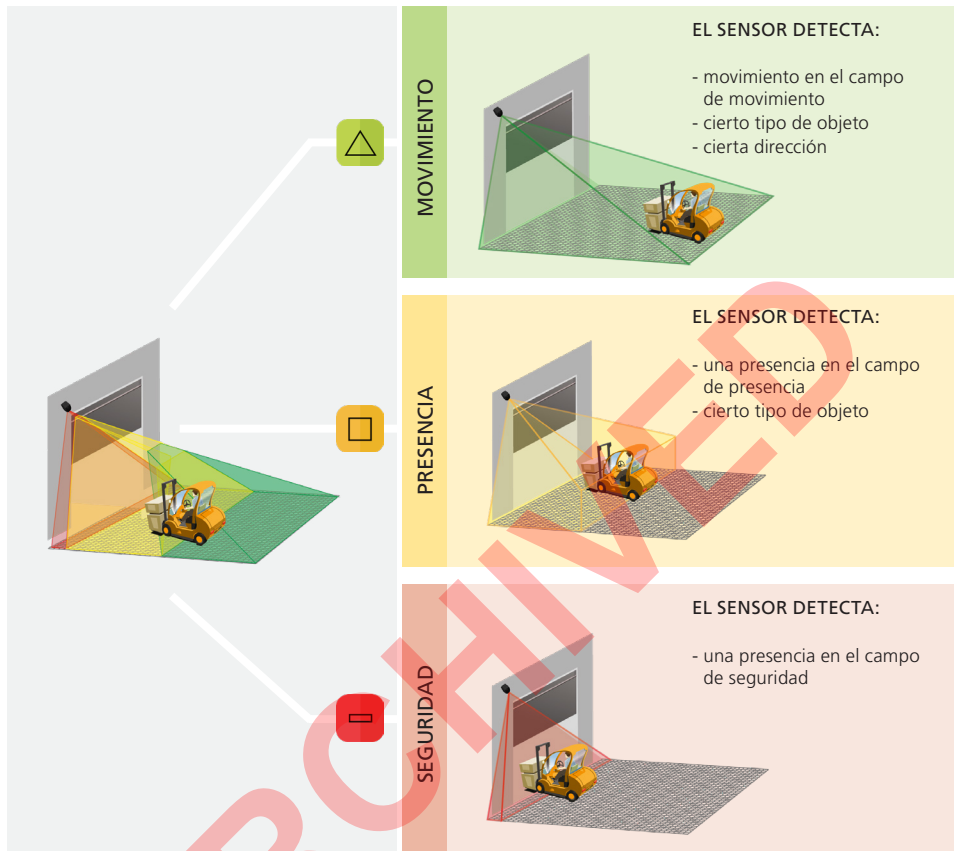 MOVIMIENTO
EL SENSOR DETECTA:
- movimiento en el campo
de movimiento
- cierto tipo de objeto
- cierta dirección
PRESENCIA
EL SENSOR DETECTA:
- una presencia en el campo
de presencia
- cierto tipo de objeto
SEGURIDAD
EL SENSOR DETECTA:
- una presencia en el campo
de seguridad
RCHIVED